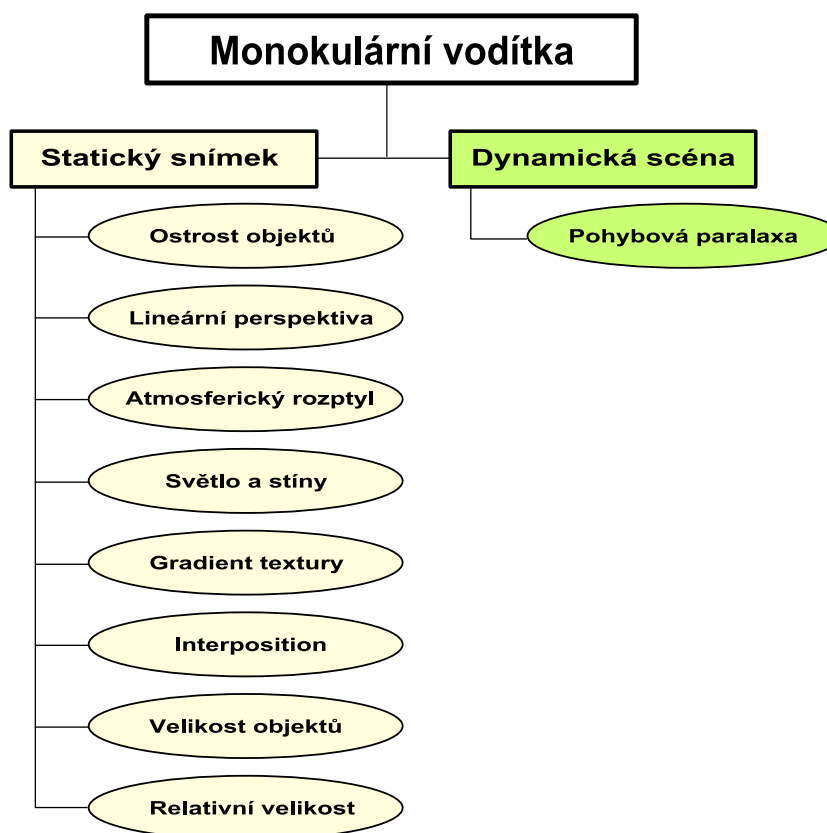 Monokulární vodítka
Statický snímek
Dynamická scéna
Ostrost objektů
Pohybová paralaxa
Lineární perspektiva
Atmosferický rozptyl
Světlo a stíny
Gradient textury
Interposition
Velikost objektů
Relativní velikost